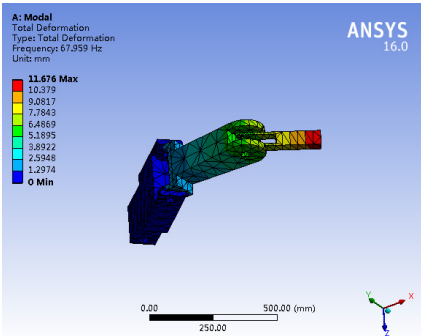 A: Modal
Total Deformation
Type: Total Deformation
Frequency: 67.959 Hz
Unit: mm
ANSYS
16.0
11.676 Max
10.379
9.0817
7.7843
6.4869
5.1895
3.8922
2.5948
1.2974
0 Min
0.00
500.00 (mm)
250.00
Y
X
Z